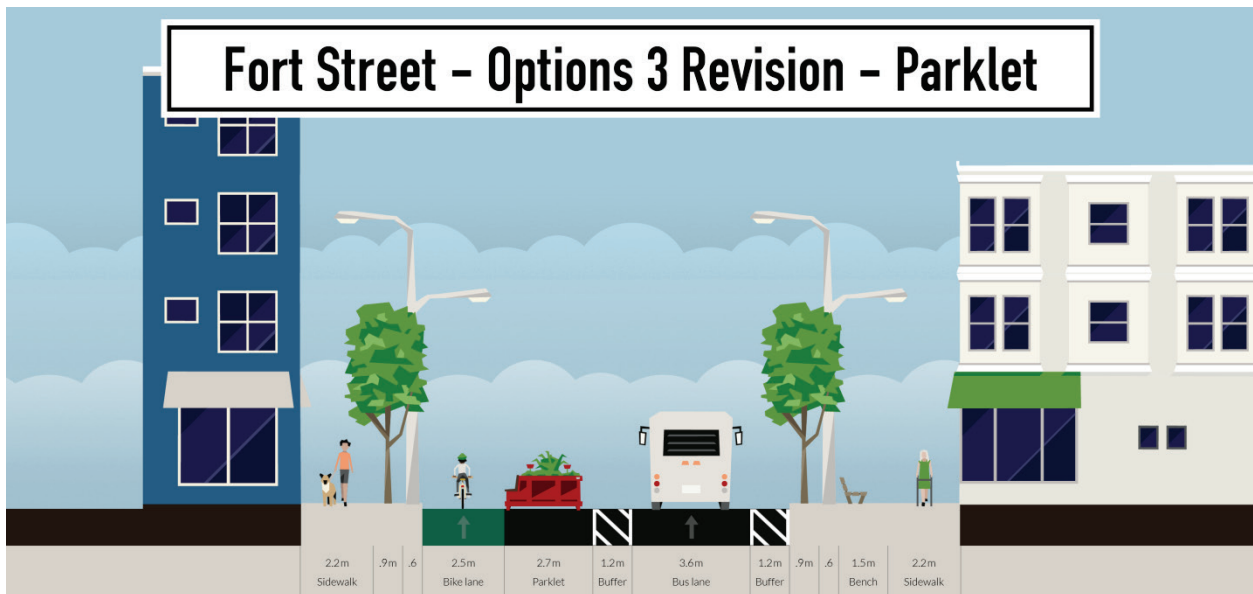 Fort Street – Options 3 Revision – Parklet
2.2m .9m .6 2.5m 2.7m 1.2m 3.6m 1.2m .9m .6 1.5m 2.2m
Sidewalk Bike lane Parklet Buffer Bus lane Buffer Bench Sidewalk